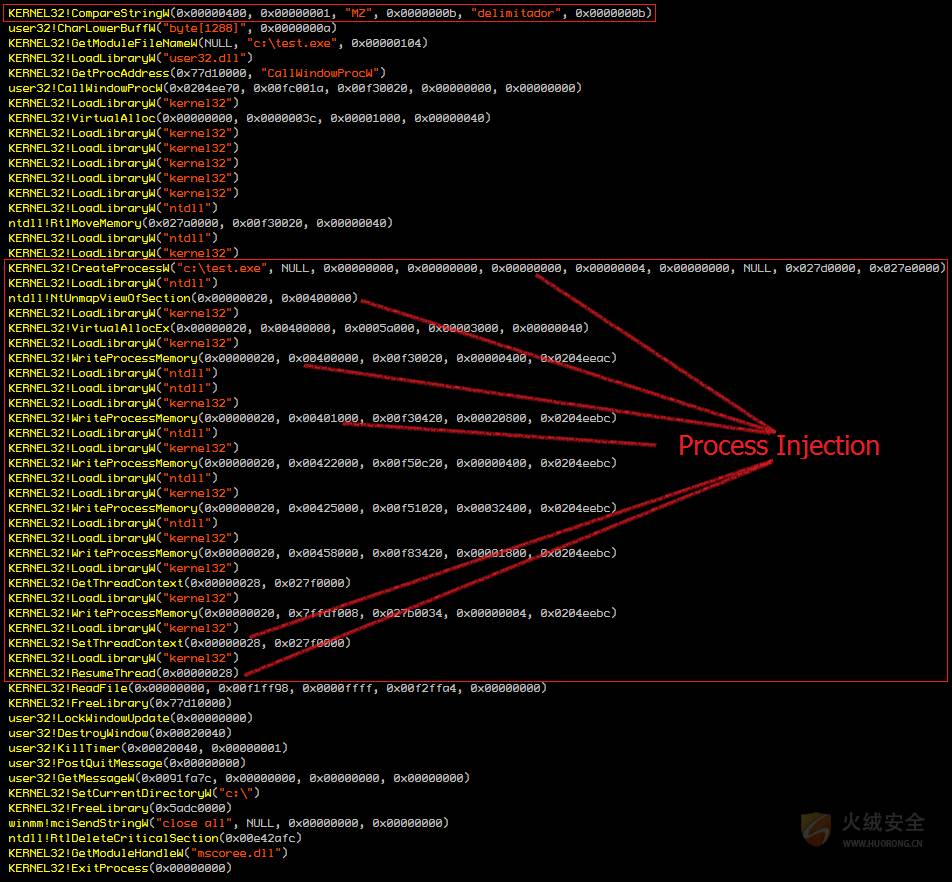 KERNEL32!CompareStringW(0x00000400, 0x00000001, "MZ", 0x0000000b, "delimitador", 0x0000000b)
user32!CharLowerBuffW("byte[1288]", 0x0000000a)
KERNEL32!GetModuleFileNameW(NULL, "c:\test.exe", 0x00000104)
KERNEL32!LoadLibraryW("user32.dll")
KERNEL32!GetProcAddress(0x77d10000, "CallWindowProcW")
user32!CallWindowProcW(0x0204ee70, 0x00fc001a, 0x00f30020, 0x00000000, 0x00000000)
KERNEL32!LoadLibraryW("kernel32")
KERNEL32!VirtualAlloc(0x00000000, 0x0000003c, 0x00001000, 0x00000040)
KERNEL32!LoadLibraryW("kernel32")
KERNEL32!LoadLibraryW("kernel32")
KERNEL32!LoadLibraryW("kernel32")
KERNEL32!LoadLibraryW("kernel32")
KERNEL32!LoadLibraryW("kernel32")
KERNEL32!LoadLibraryW("ntdll")
ntdll!RtlMoveMemory(0x027a0000, 0x00f30020, 0x00000040)
KERNEL32!LoadLibraryW("ntdll")
KERNEL32!LoadLibraryW("kernel32")
KERNEL32!CreateProcessW("c:\test.exe", NULL, 0x00000000, 0x00000000, 0x00000000, 0x00000004, 0x00000000, NULL, 0x027d0000, 0x027e0000)
KERNEL32!LoadLibraryW("ntdll")
ntdll!NtUnmapViewOfSection(0x00000020, 0x00400000)
KERNEL32!LoadLibraryW("kernel32")
KERNEL32!VirtualAllocEx(0x00000020, 0x00400000, 0x0005a000, 0x00003000, 0x00000040)
KERNEL32!LoadLibraryW("kernel32")
KERNEL32!WriteProcessMemory(0x00000020, 0x00400000, 0x00f30020, 0x00000400, 0x0204eeac)
KERNEL32!LoadLibraryW("ntdll")
KERNEL32!LoadLibraryW("ntdll")
KERNEL32!LoadLibraryW("kernel32")
KERNEL32!WriteProcessMemory(0x00000020, 0x00401000, 0x00f30420, 0x00020800, 0x0204eebc)
KERNEL32!LoadLibraryW("ntdll")
KERNEL32!LoadLibraryW("kernel32")
Process Injection
KERNEL32!WriteProcessMemory(0x00000020, 0x00422000, 0x00f50c20, 0x00000400, 0x0204eebc)
KERNEL32!LoadLibraryW("ntdll")
KERNEL32!LoadLibraryW("kernel32")
KERNEL32!WriteProcessMemory(0x00000020, 0x00425000, 0x00f51020, 0x00032400, 0x0204eebc)
KERNEL32!LoadLibraryW("ntdll")
KERNEL32!LoadLibraryW("kernel32")
KERNEL32!WriteProcessMemory(0x00000020, 0x00458000, 0x00f83420, 0x00001800, 0x0204eebc)
KERNEL32!LoadLibraryW("kernel32")
KERNEL32!GetThreadContext(0x00000028, 0x027f0000)
KERNEL32!LoadLibraryW("kernel32")
KERNEL32!WriteProcessMemory(0x00000020, 0x7ffdf008, 0x027b0034, 0x00000004, 0x0204eebc)
KERNEL32!LoadLibraryW("kernel32")
KERNEL32!SetThreadContext(0x00000028, 0x027f0000)
KERNEL32!LoadLibraryW("kernel32")
KERNEL32!ResumeThread(0x00000028)
KERNEL32!ReadFile(0x00000000, 0x00f1ff98, 0x0000ffff, 0x00f2ffa4, 0x00000000)
KERNEL32!FreeLibrary(0x77d10000)
user32!LockWindowUpdate(0x00000000)
user32!DestroyWindow(0x00020040)
user32!KillTimer(0x00020040, 0x00000001)
user32!PostQuitMessage(0x00000000)
user32!GetMessageW(0x0091fa7c, 0x00000000, 0x00000000, 0x00000000)
KERNEL32!SetCurrentDirectoryW("c:\")
KERNEL32!FreeLibrary(0x5adc0000)
winmm!mciSendStringW("close all", NULL, 0x00000000, 0x00000000)
ntdll!RtlDeleteCriticalSection(0x00e42afc)
KERNEL32!GetModuleHandleW("mscoree.dll")
KERNEL32!ExitProcess(0x00000000)
火绒安全
WWW.HUORONG.CN